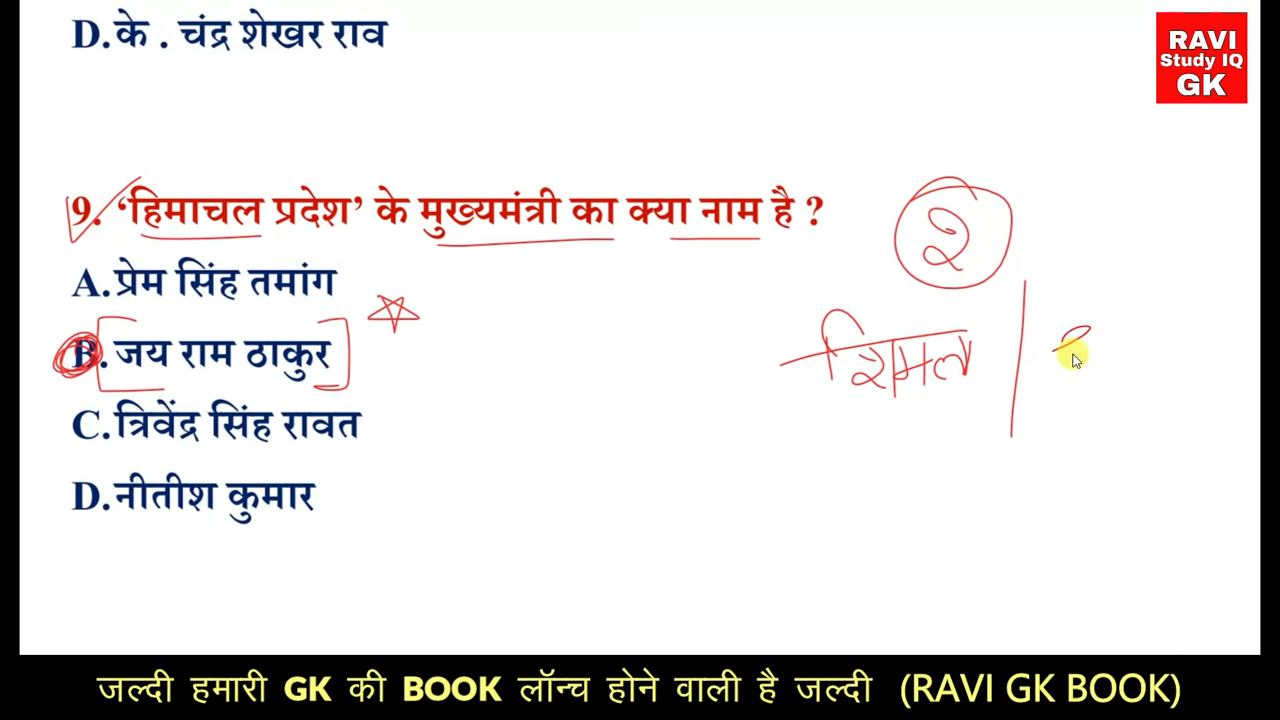 D. के . चंद्र शेखर राव
RAVI
Study IQ
GK
9. ‘हिमाचल प्रदेश’ के मुख्यमंत्री का क्या नाम है ?
२
A. प्रेम सिंह तमांग
B. जय राम ठाकुर
शिमल
C. त्रिवेंद्र सिंह रावत
D. नीतीश कुमार
जल्दी हमारी GK की BOOK लॉन्च होने वाली है जल्दी (RAVI GK BOOK)